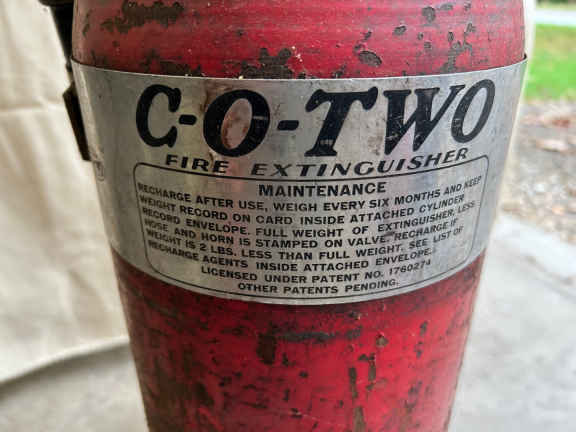 C-O-TWO
FIRE EXTINGUISHER
MAINTENANCE
RECHARGE AFTER USE, WEIGH EVERY SIX MONTHS AND KEEP
WEIGHT RECORD ON CARD INSIDE ATTACHED CYLINDER
RECORD ENVELOPE. FULL WEIGHT OF EXTINGUISHER, LESS
HOSE AND HORN IS STAMPED ON VALVE. RECHARGE IF
WEIGHT IS 2 LBS. LESS THAN FULL WEIGHT. SEE LIST OF
RECHARGE AGENTS INSIDE ATTACHED ENVELOPE.
LICENSED UNDER PATENT NO. 1760274
OTHER PATENTS PENDING.